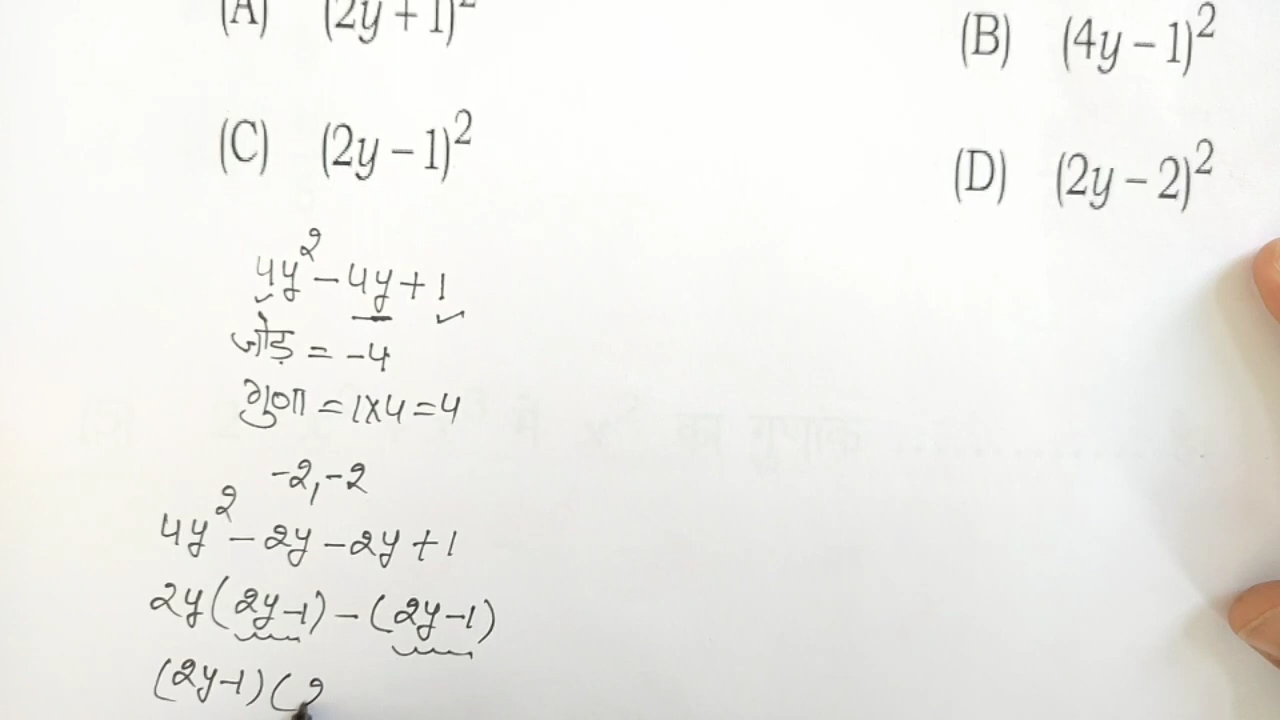 (A) (2y + 1)² (B) (4y − 1)²
(C) (2y − 1)² (D) (2y − 2)²
4y² − 4y + 1
जोड़ = −4
गुणा = 1×4 = 4
−2, −2
4y² − 2y − 2y + 1
2y(2y−1) − (2y−1)
(2y−1)(2